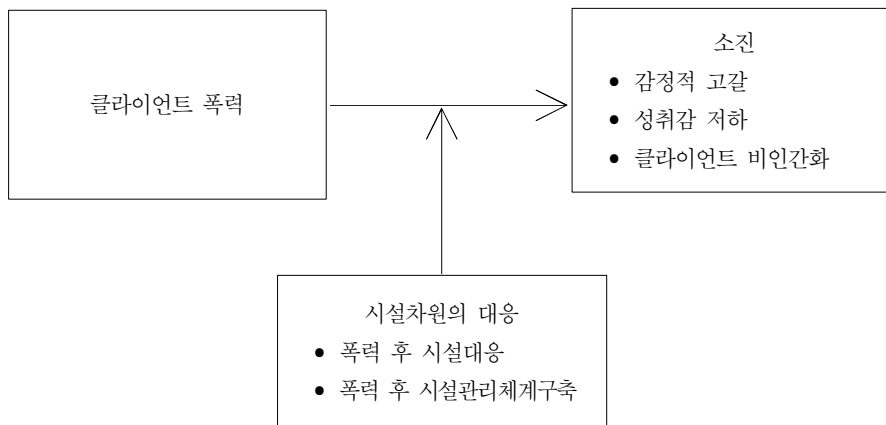 클라이언트 폭력
소진
● 감정적 고갈
● 성취감 저하
● 클라이언트 비인간화
시설차원의 대응
● 폭력 후 시설대응
● 폭력 후 시설관리체계구축